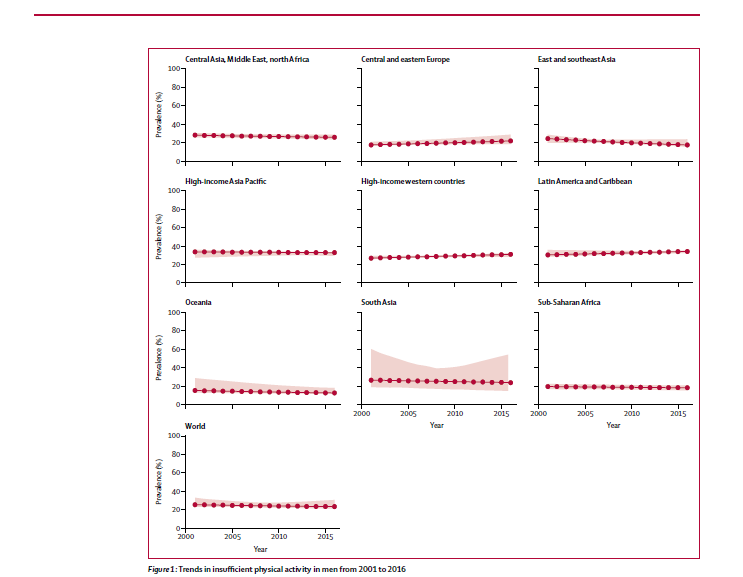 Central Asia, Middle East, north Africa
Central and eastern Europe
East and southeast Asia
Prevalence (%)
100
80
60
40
20
0
High-income Asia Pacific
High-income western countries
Latin America and Caribbean
Prevalence (%)
100
80
60
40
20
0
Oceania
South Asia
Sub-Saharan Africa
Prevalence (%)
100
80
60
40
20
0
2000 2005 2010 2015
Year
2000 2005 2010 2015
Year
World
Prevalence (%)
100
80
60
40
20
0
2000 2005 2010 2015
Year
Figure 1: Trends in insufficient physical activity in men from 2001 to 2016